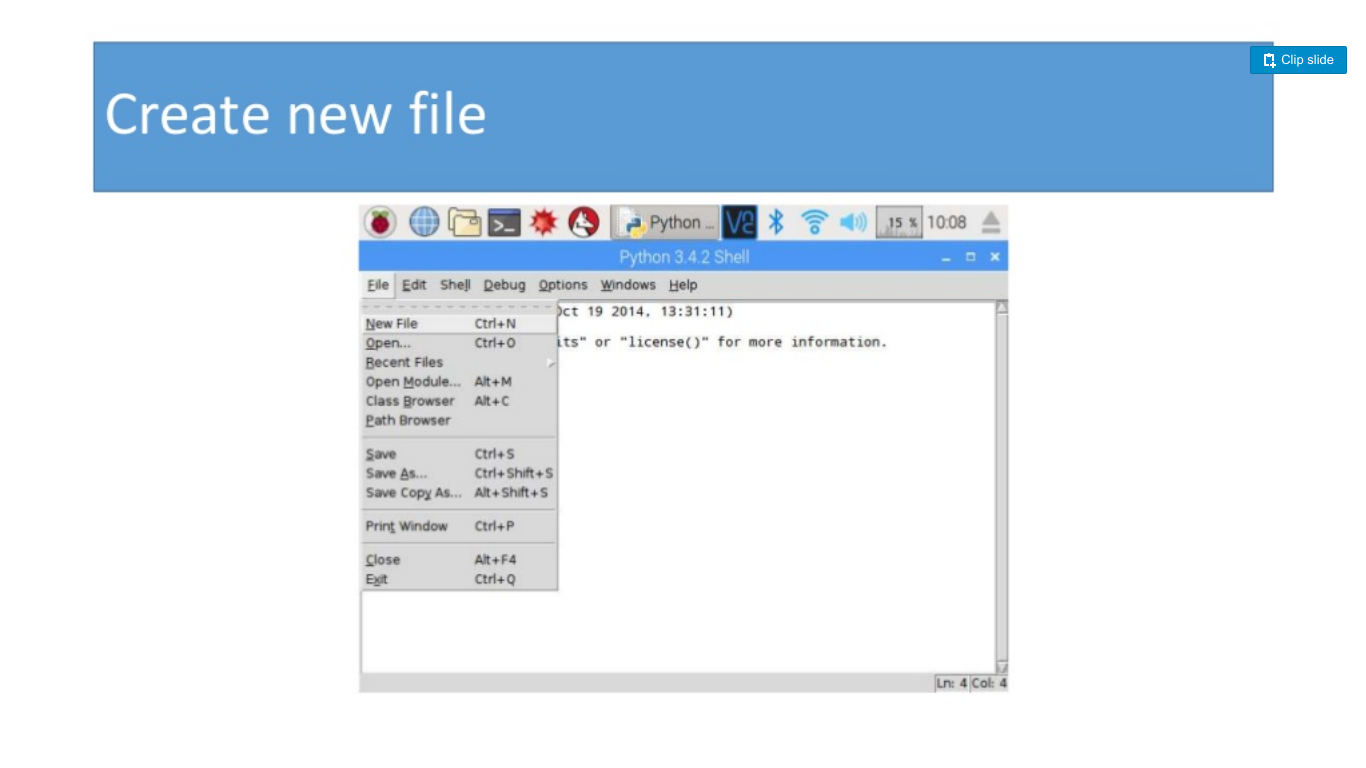 Clip slide
Create new file
Python ...
15 %
10:08
Python 3.4.2 Shell
File Edit Shell Debug Options Windows Help
Oct 19 2014, 13:31:11)
its" or "license()" for more information.
New File Ctrl+N
Open... Ctrl+O
Recent Files
Open Module... Alt+M
Class Browser Alt+C
Path Browser
Save Ctrl+S
Save As... Ctrl+Shift+S
Save Copy As... Alt+Shift+S
Print Window Ctrl+P
Close Alt+F4
Exit Ctrl+Q
Ln: 4 Col: 4